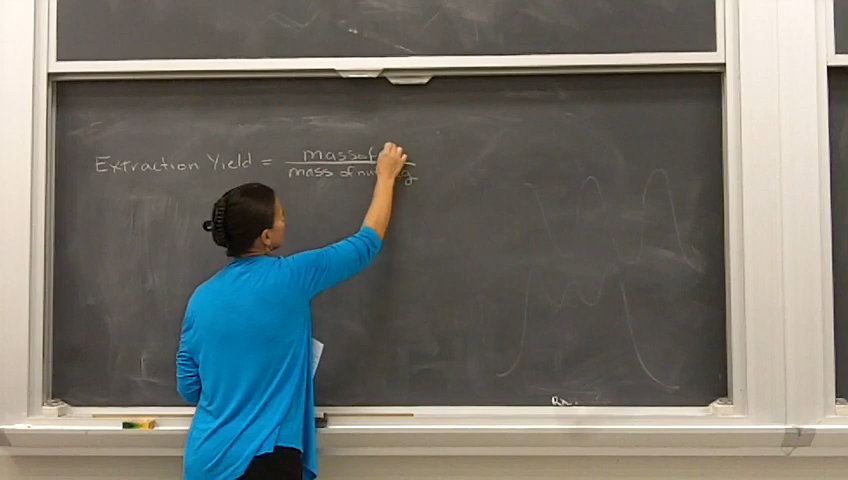 Extraction Yield = mass of
mass of